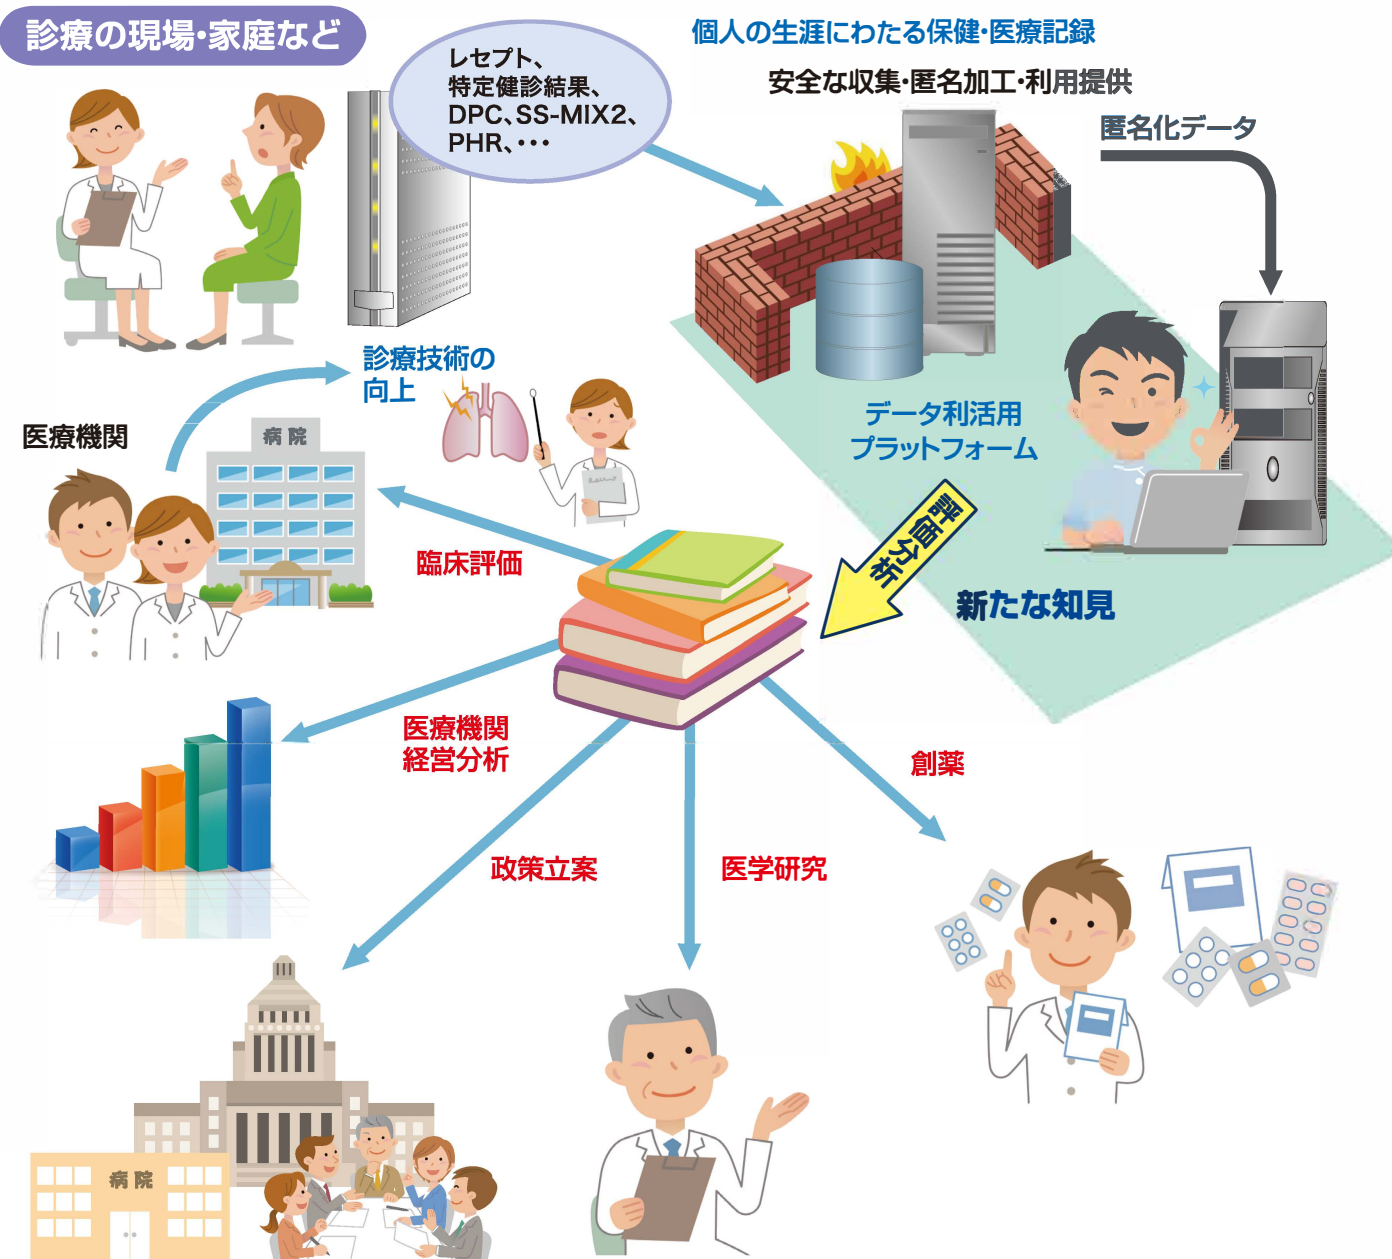 診療の現場・家庭など
レセプト、
特定健診結果、
DPC、SS-MIX2、
PHR、・・・
個人の生涯にわたる保健・医療記録
安全な収集・匿名加工・利用提供
匿名化データ
診療技術の
向上
医療機関
病院
データ利活用
プラットフォーム
評価分析
新たな知見
臨床評価
医療機関
経営分析
創薬
政策立案
医学研究
病院